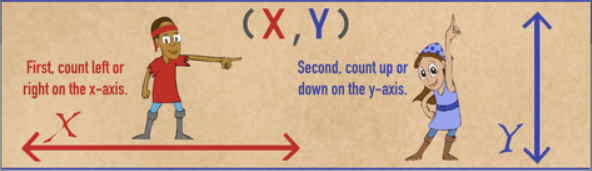 (X,Y)
First, count left or
right on the x-axis.
X
Second, count up or
down on the y-axis.
Y